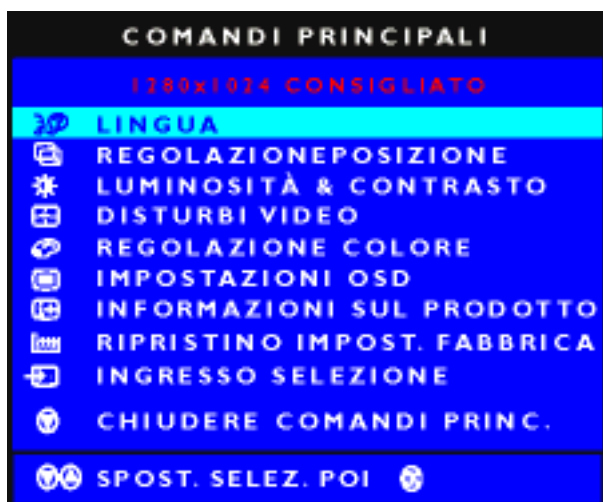 COMANDI PRINCIPALI
1280x1024 CONSIGLIATO
LINGUA
REGOLAZIONEPOSIZIONE
LUMINOSITÀ & CONTRASTO
DISTURBI VIDEO
REGOLAZIONE COLORE
IMPOSTAZIONI OSD
INFORMAZIONI SUL PRODOTTO
RIPRISTINO IMPOST. FABBRICA
INGRESSO SELEZIONE
CHIUDERE COMANDI PRINC.
SPOST. SELEZ. POI